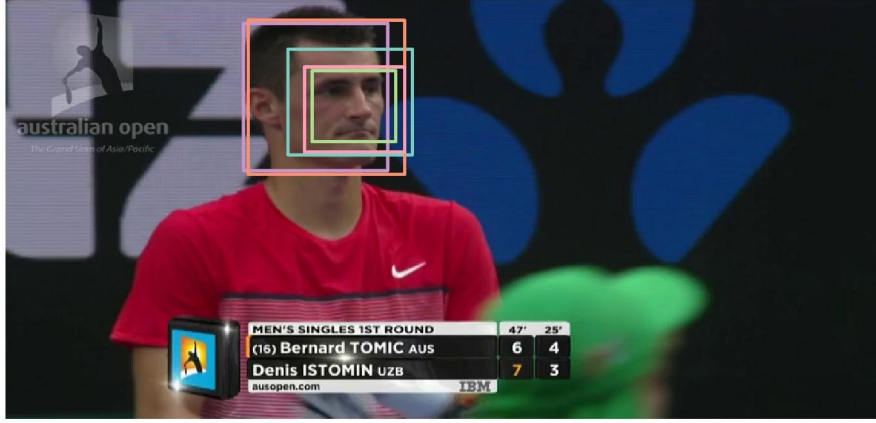 australian open
The Grand Slam of Asia/Pacific
MEN'S SINGLES 1ST ROUND 47' 25'
(16) Bernard TOMIC AUS 6 4
Denis ISTOMIN UZB 7 3
ausopen.com IBM